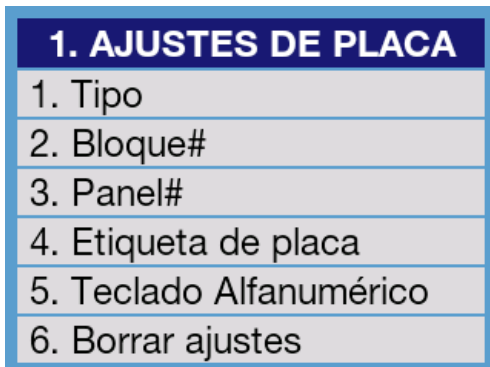 1. AJUSTES DE PLACA
1. Tipo
2. Bloque#
3. Panel#
4. Etiqueta de placa
5. Teclado Alfanumérico
6. Borrar ajustes